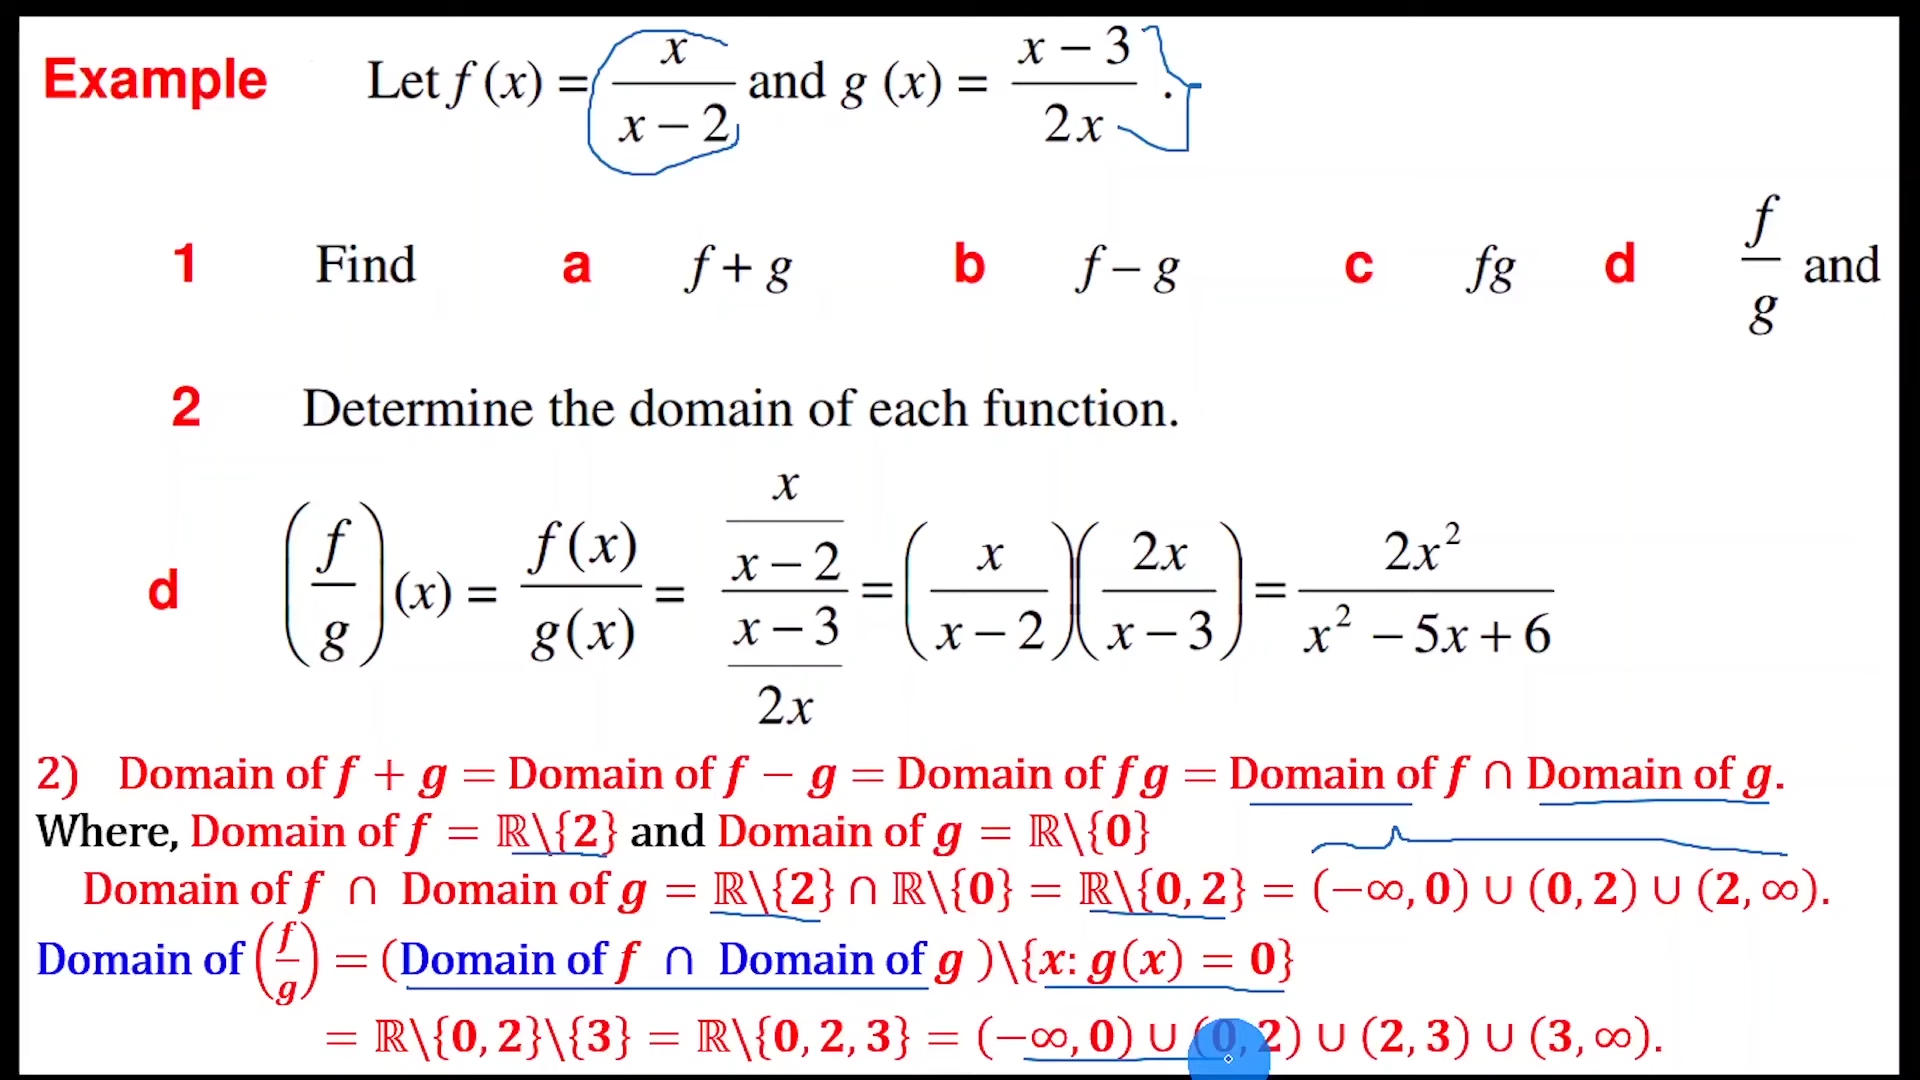 Example Let f (x) = x/(x − 2) and g (x) = (x − 3)/(2x) .
1 Find a f + g b f – g c fg d f/g and
2 Determine the domain of each function.
d (f/g)(x) = f(x)/g(x) = (x/(x − 2))/((x − 3)/(2x)) = (x/(x − 2))(2x/(x − 3)) = 2x²/(x² − 5x + 6)
2) Domain of f + g = Domain of f − g = Domain of fg = Domain of f ∩ Domain of g.
Where, Domain of f = ℝ\{2} and Domain of g = ℝ\{0}
Domain of f ∩ Domain of g = ℝ\{2} ∩ ℝ\{0} = ℝ\{0, 2} = (−∞, 0) ∪ (0, 2) ∪ (2, ∞).
Domain of (f/g) = (Domain of f ∩ Domain of g )\{x: g(x) = 0}
= ℝ\{0, 2}\{3} = ℝ\{0, 2, 3} = (−∞, 0) ∪ (0, 2) ∪ (2, 3) ∪ (3, ∞).